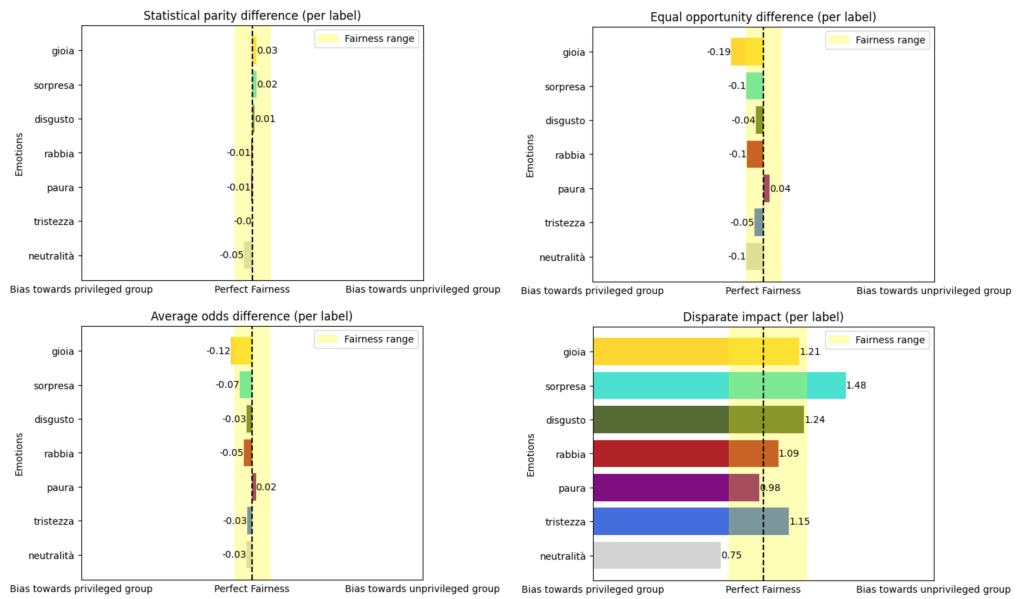 Statistical parity difference (per label)
Fairness range
Emotions
gioia
0.03
sorpresa
0.02
disgusto
0.01
rabbia
-0.01
paura
-0.01
tristezza
-0.0
neutralità
-0.05
Bias towards privileged group
Perfect Fairness
Bias towards unprivileged group
Equal opportunity difference (per label)
Fairness range
Emotions
gioia
-0.19
sorpresa
-0.1
disgusto
-0.04
rabbia
-0.1
paura
0.04
tristezza
-0.05
neutralità
-0.1
Bias towards privileged group
Perfect Fairness
Bias towards unprivileged group
Average odds difference (per label)
Fairness range
Emotions
gioia
-0.12
sorpresa
-0.07
disgusto
-0.03
rabbia
-0.05
paura
0.02
tristezza
-0.03
neutralità
-0.03
Bias towards privileged group
Perfect Fairness
Bias towards unprivileged group
Disparate impact (per label)
Fairness range
Emotions
gioia
1.21
sorpresa
1.48
disgusto
1.24
rabbia
1.09
paura
0.98
tristezza
1.15
neutralità
0.75
Bias towards privileged group
Perfect Fairness
Bias towards unprivileged group